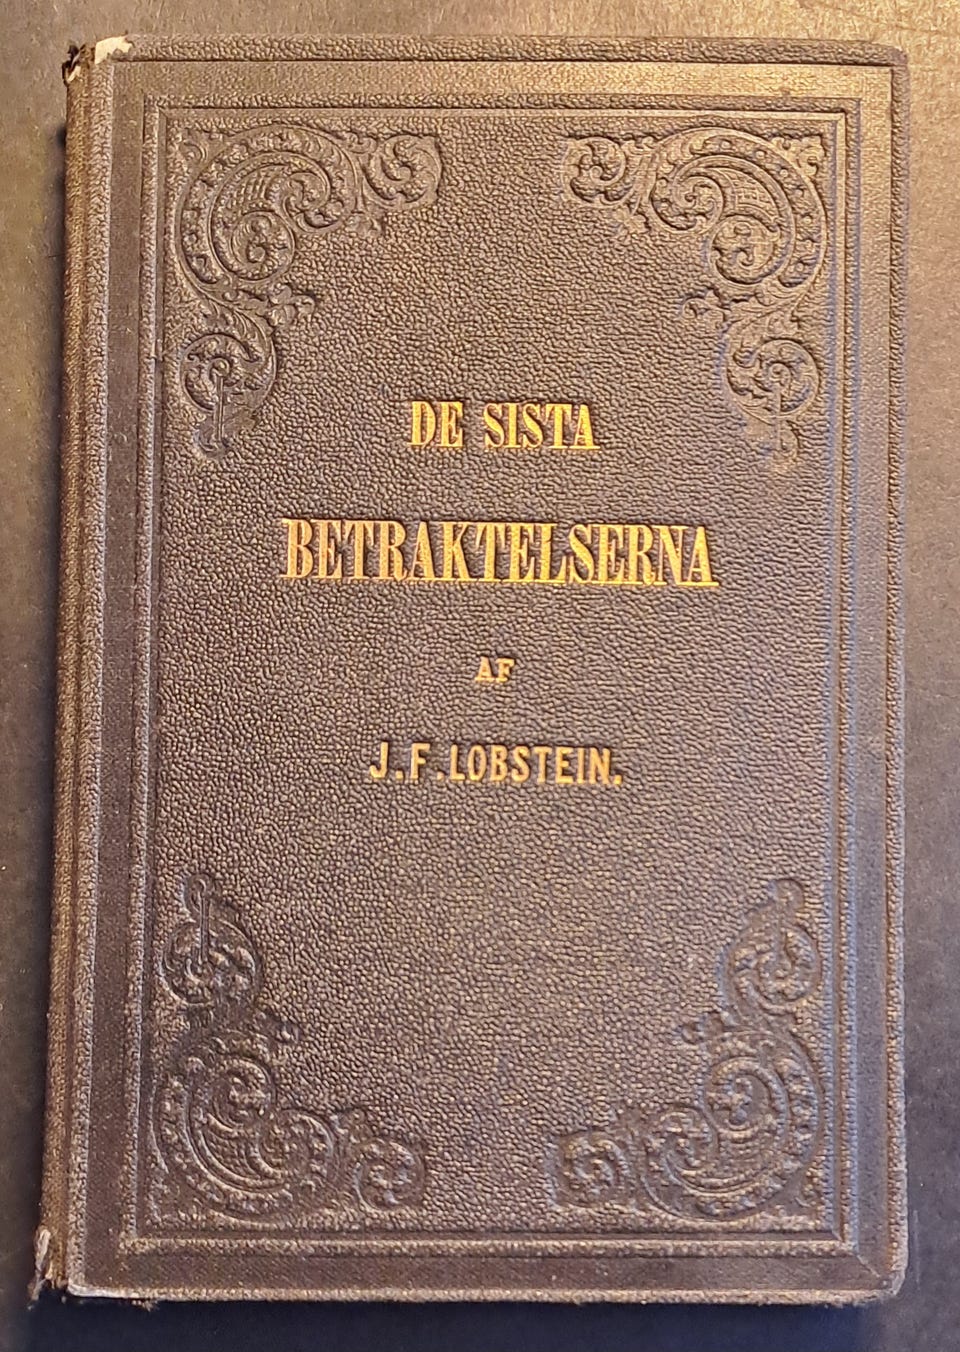 DE SISTA
BETRAKTELSERNA
AF
J.F.LOBSTEIN.